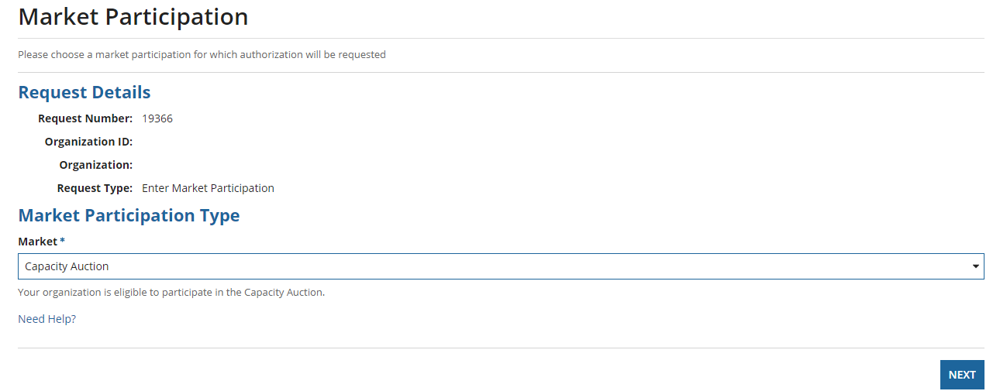 Market Participation
Please choose a market participation for which authorization will be requested
Request Details
Request Number: 19366
Organization ID:
Organization:
Request Type: Enter Market Participation
Market Participation Type
Market *
Capacity Auction
Your organization is eligible to participate in the Capacity Auction.
Need Help?
NEXT